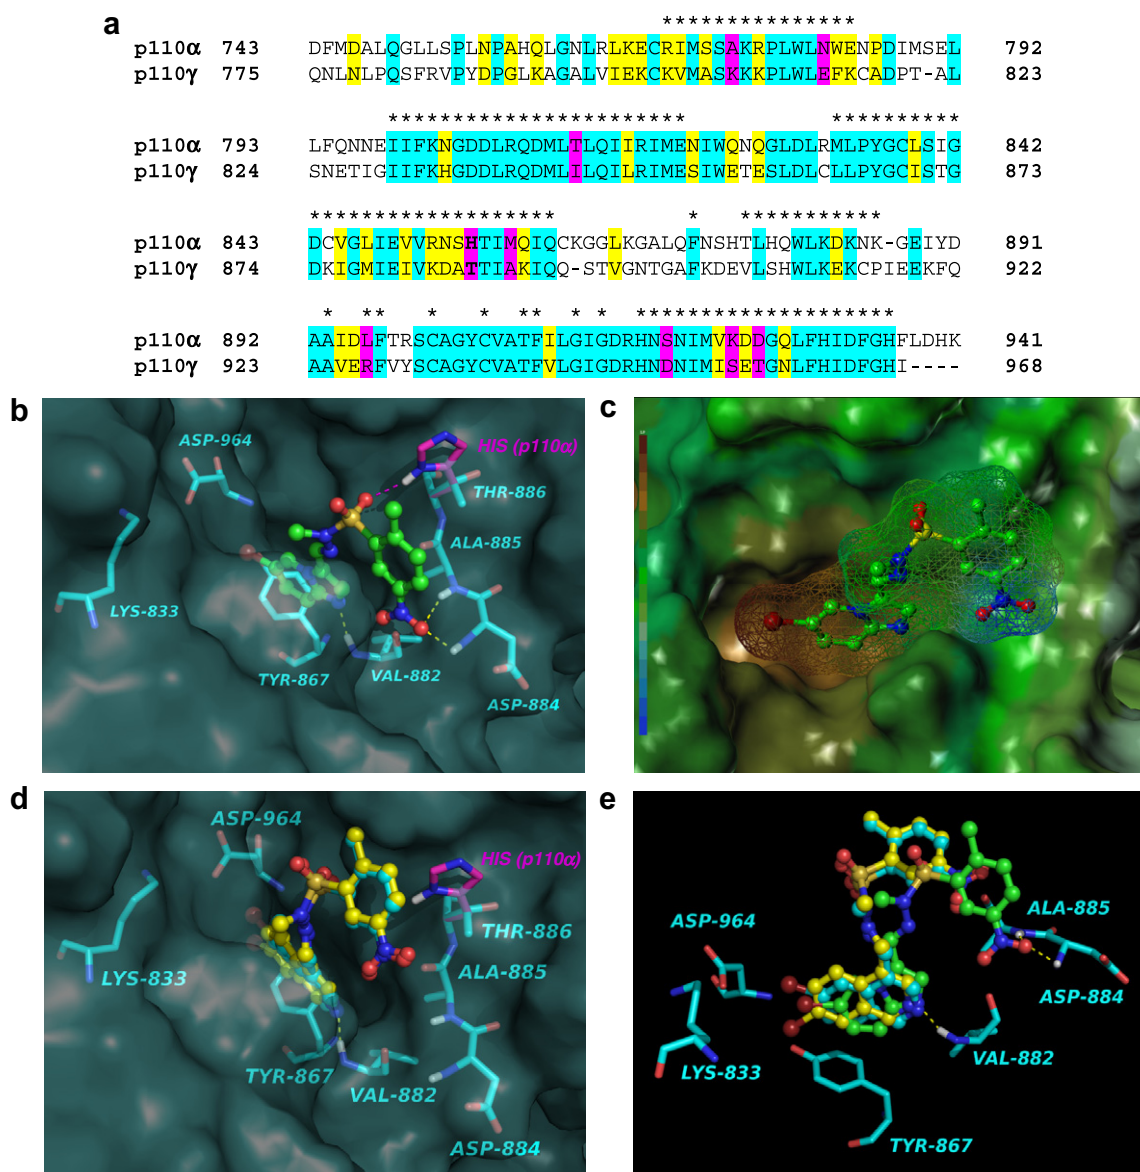 a
***************
p110α 743 DFMDALQGLLSPLNPAHQLGNLRLKECRIMSSAKRPLWLNWENPDIMSEL 792
p110γ 775 QNLNLPQSFRVPYDPGLKAGALVIEKCKVMASKKKPLWLEFKCADPT-AL 823
*********************** **********
p110α 793 LFQNNEIIFKNGDDLRQDMLTLQIIRIMENIWQNQGLDLRMLPYGCLSIG 842
p110γ 824 SNETIGIIFKHGDDLRQDMLILQILRIMESIWETESLDLCLLPYGCISTG 873
******************* * ***********
p110α 843 DCVGLIEVVRNSHTIMQIQCKGGLKGALQFNSHTLHQWLKDKNK-GEIYD 891
p110γ 874 DKIGMIEIVKDATTIAKIQQ-STVGNTGAFKDEVLSHWLKEKCPIEEKFQ 922
* ** * * ** * * ********************
p110α 892 AAIDLFTRSCAGYCVATFILGIGDRHNSNIMVKDDGQLFHIDFGHFLDHK 941
p110γ 923 AAVERFVYSCAGYCVATFVLGIGDRHNDNIMISETGNLFHIDFGHI---- 968
b
ASP-964
HIS (p110α)
THR-886
ALA-885
LYS-833
TYR-867
VAL-882
ASP-884
c
d
ASP-964
HIS (p110α)
THR-886
ALA-885
LYS-833
TYR-867
VAL-882
ASP-884
e
ALA-885
ASP-964
ASP-884
VAL-882
LYS-833
TYR-867